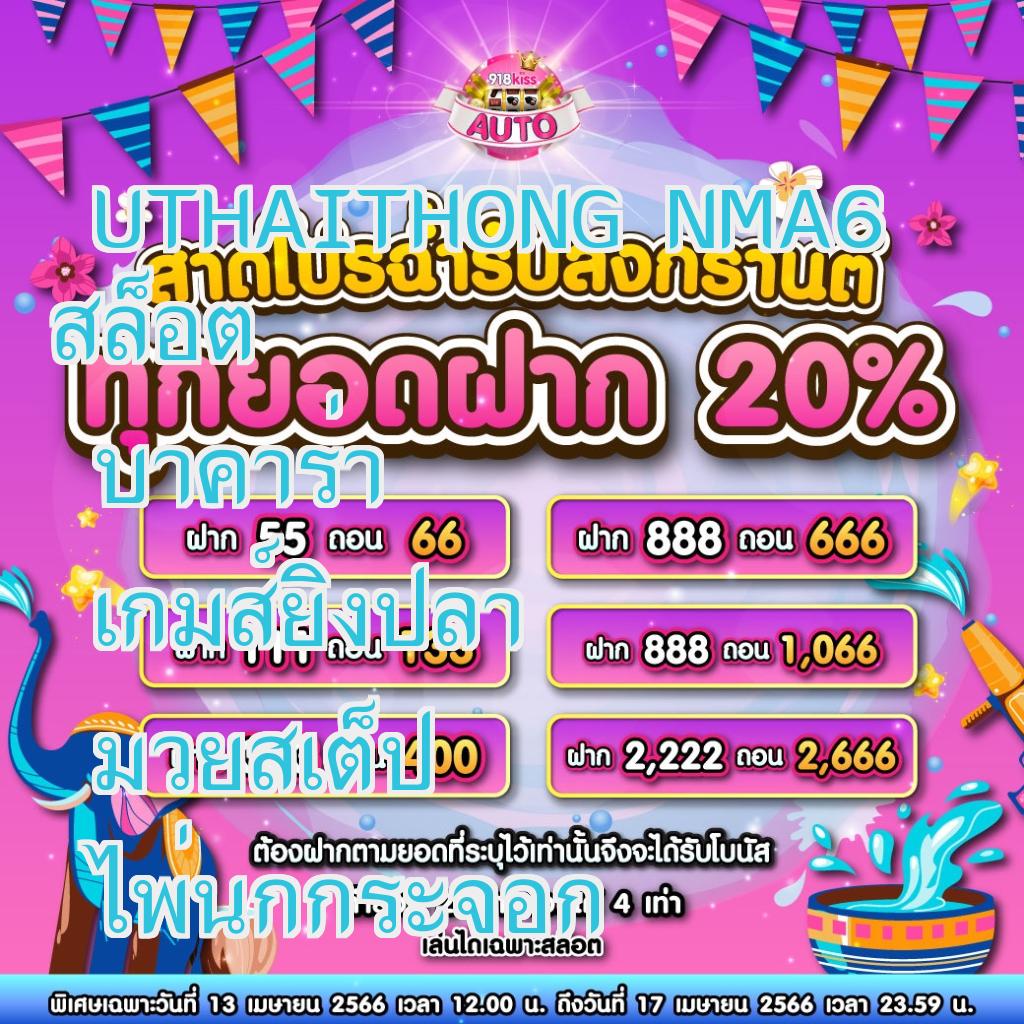 918kiss
AUTO
UTHAITHONG NMA6
สาดโปรฉ่ำรับสงกรานต์
สล็อต
ทุกยอดฝาก 20%
บาคาร่า
ฝาก 55 ถอน 66
ฝาก 888 ถอน 666
เกมส์ยิงปลา
ถอน
ฝาก 888 ถอน 1,066
มวยสเต็ป
400
ฝาก 2,222 ถอน 2,666
ต้องฝากตามยอดที่ระบุไว้เท่านั้นจึงจะได้รับโบนัส
ไพ่นกกระจอก
4 เท่า
เล่นได้เฉพาะสล็อต
พิเศษเฉพาะวันที่ 13 เมษายน 2566 เวลา 12.00 น. ถึงวันที่ 17 เมษายน 2566 เวลา 23.59 น.